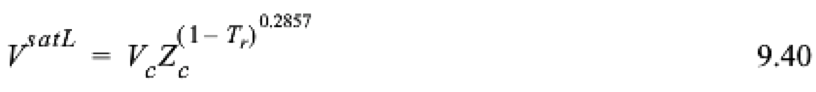 V^{satL} = V_c Z_c^{(1 – T_r)^{0.2857}} 9.40